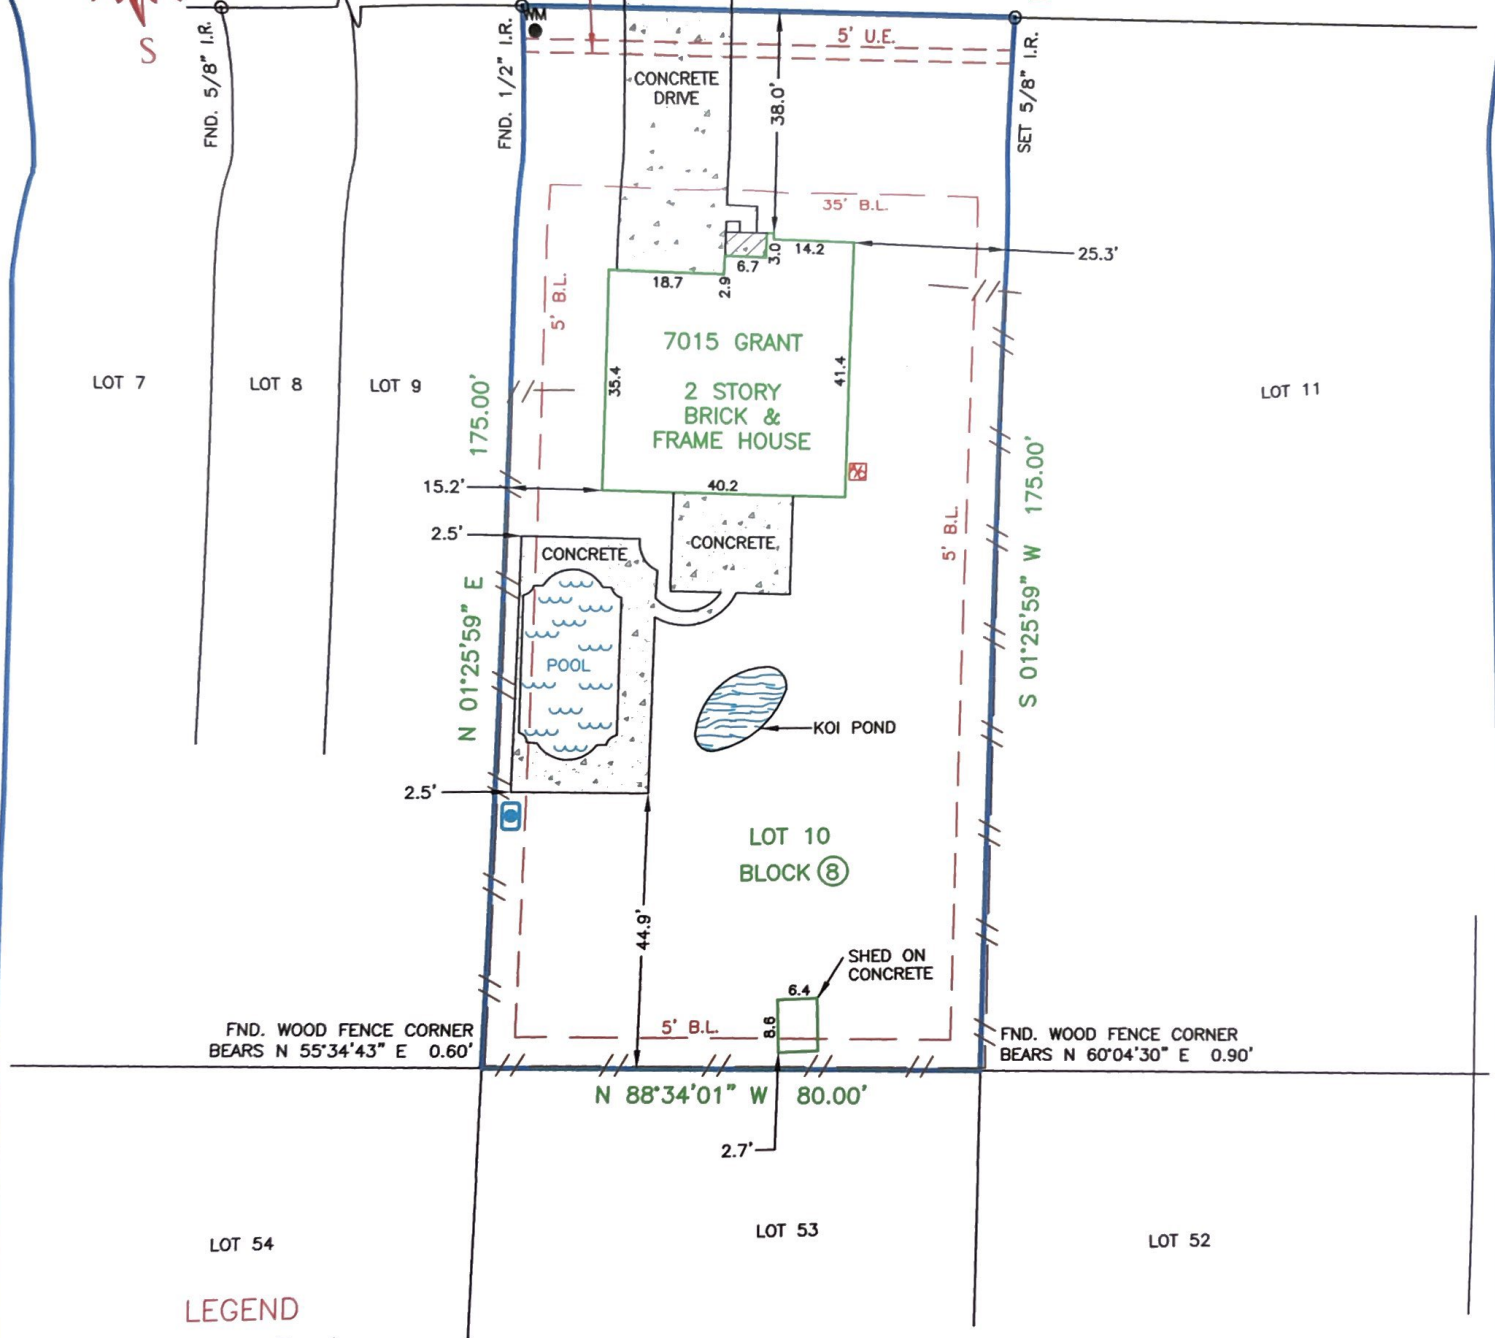 S
FND. 5/8" I.R.
FND. 1/2" I.R.
WM
5' U.E.
SET 5/8" I.R.
CONCRETE
DRIVE
38.0'
35' B.L.
14.2
3.0
6.7
25.3'
18.7
2.9
5' B.L.
7015 GRANT
2 STORY
BRICK &
FRAME HOUSE
35.4
41.4
LOT 7
LOT 8
LOT 9
LOT 11
N 01°25'59" E 175.00'
S 01°25'59" W 175.00'
15.2'
40.2
2.5'
CONCRETE
CONCRETE
5' B.L.
POOL
KOI POND
2.5'
LOT 10
BLOCK 8
44.9'
SHED ON
CONCRETE
6.4
8.6
5' B.L.
FND. WOOD FENCE CORNER
BEARS N 55°34'43" E 0.60'
FND. WOOD FENCE CORNER
BEARS N 60°04'30" E 0.90'
N 88°34'01" W 80.00'
2.7'
LOT 54
LOT 53
LOT 52
LEGEND